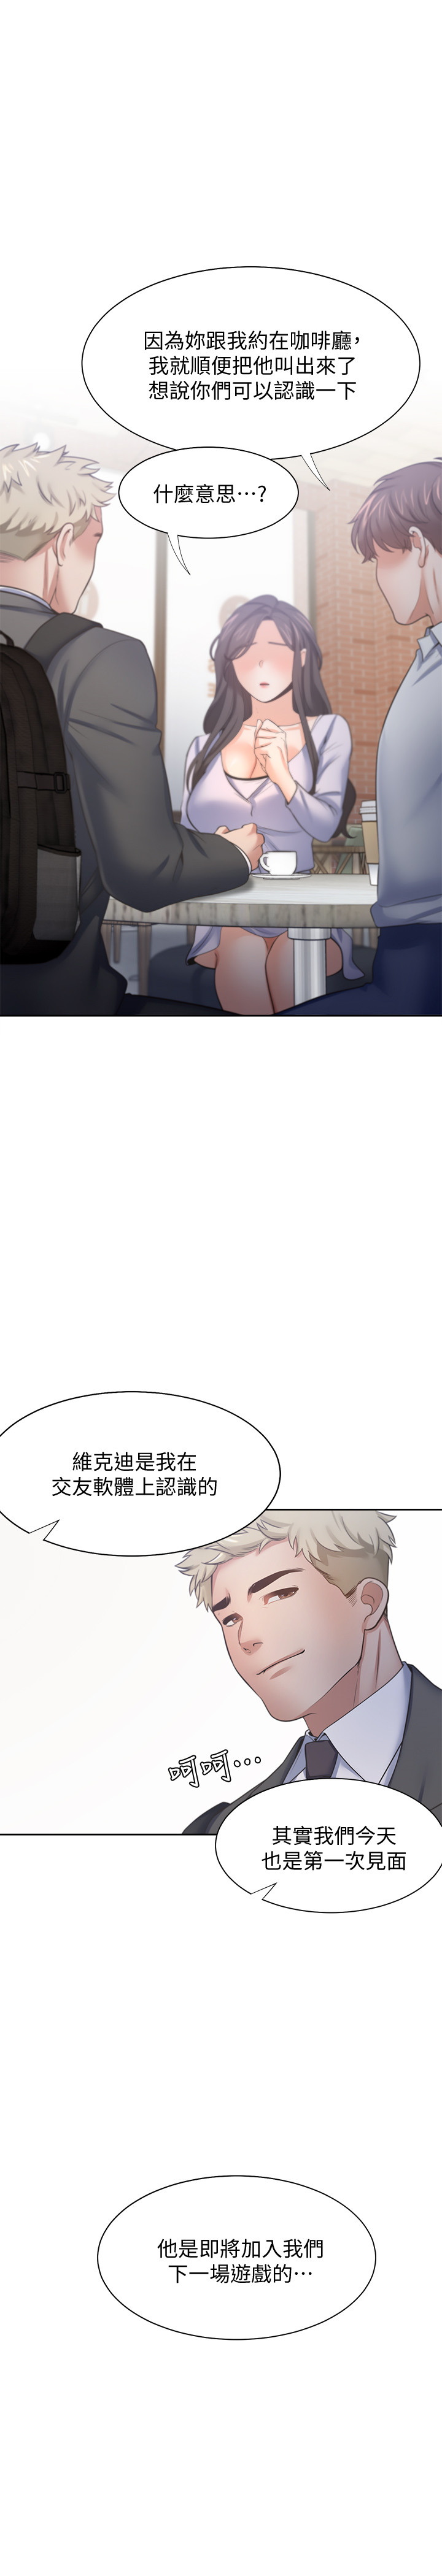 因為妳跟我約在咖啡廳，
我就順便把他叫出來了
想說你們可以認識一下
什麼意思…?
維克迪是我在
交友軟體上認識的
呵呵…
其實我們今天
也是第一次見面
他是即將加入我們
下一場遊戲的…